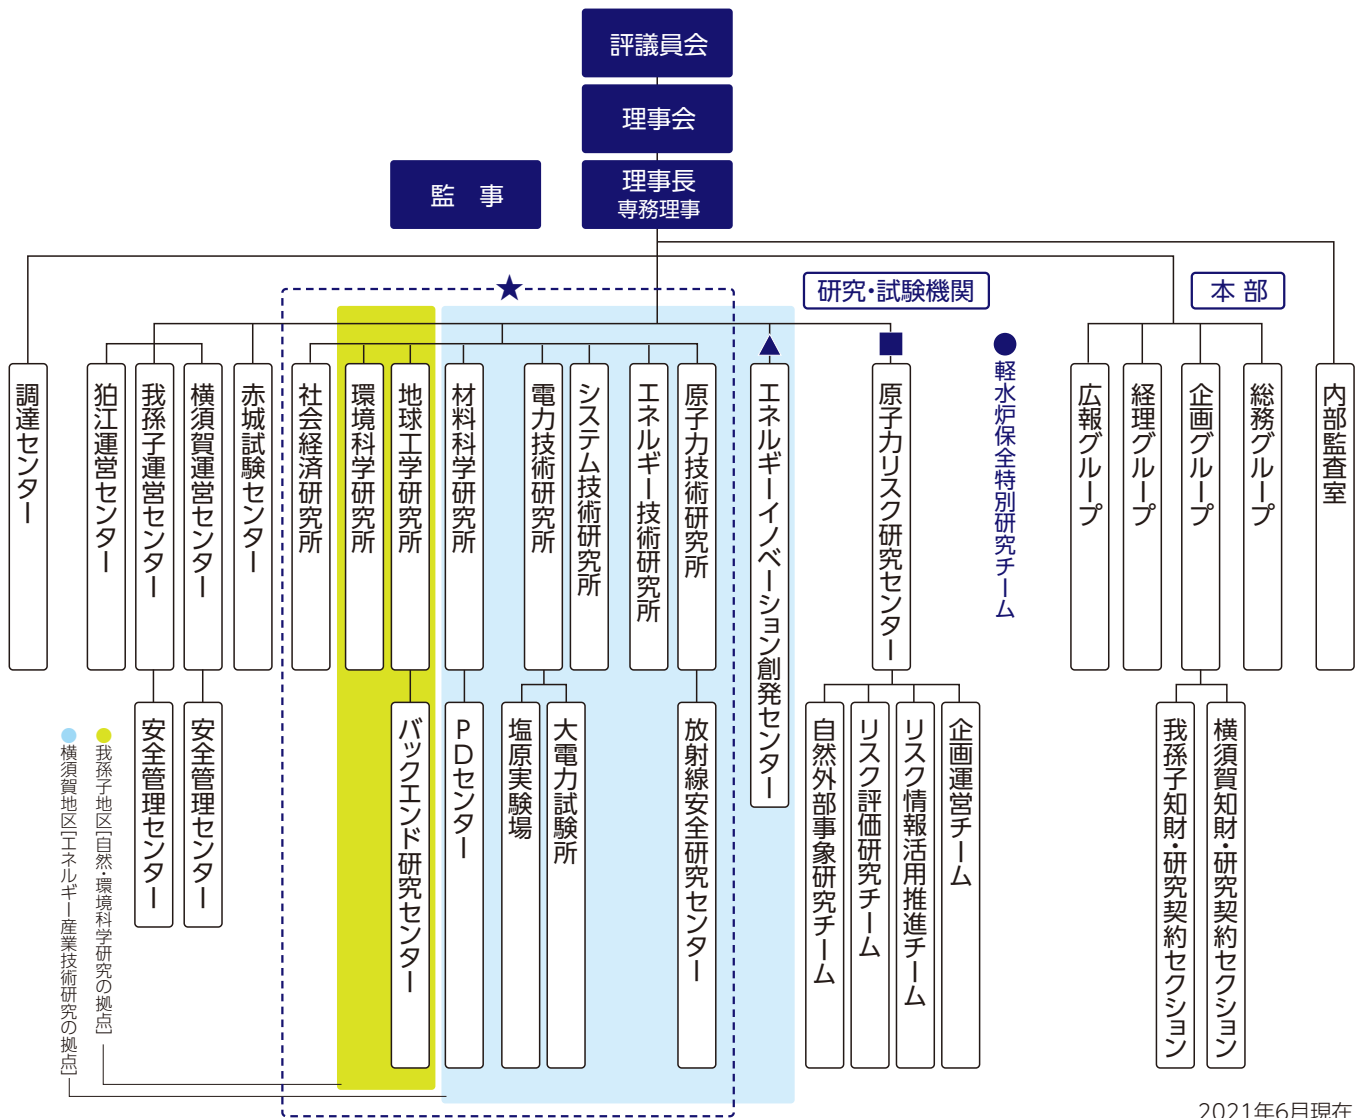 評議員会
理事会
理事長
専務理事
監 事
研究・試験機関
本 部
調達センター
狛江運営センター
我孫子運営センター
横須賀運営センター
赤城試験センター
社会経済研究所
環境科学研究所
地球工学研究所
材料科学研究所
電力技術研究所
システム技術研究所
エネルギー技術研究所
原子力技術研究所
エネルギーイノベーション創発センター
原子力リスク研究センター
軽水炉保全特別研究チーム
広報グループ
経理グループ
企画グループ
総務グループ
内部監査室
安全管理センター
安全管理センター
バックエンド研究センター
PDセンター
塩原実験場
大電力試験所
放射線安全研究センター
自然外部事象研究チーム
リスク評価研究チーム
リスク情報活用推進チーム
企画運営チーム
我孫子知財・研究契約セクション
横須賀知財・研究契約セクション
我孫子地区[自然・環境科学研究の拠点]
横須賀地区[エネルギー産業技術研究の拠点]
2021年6月現在